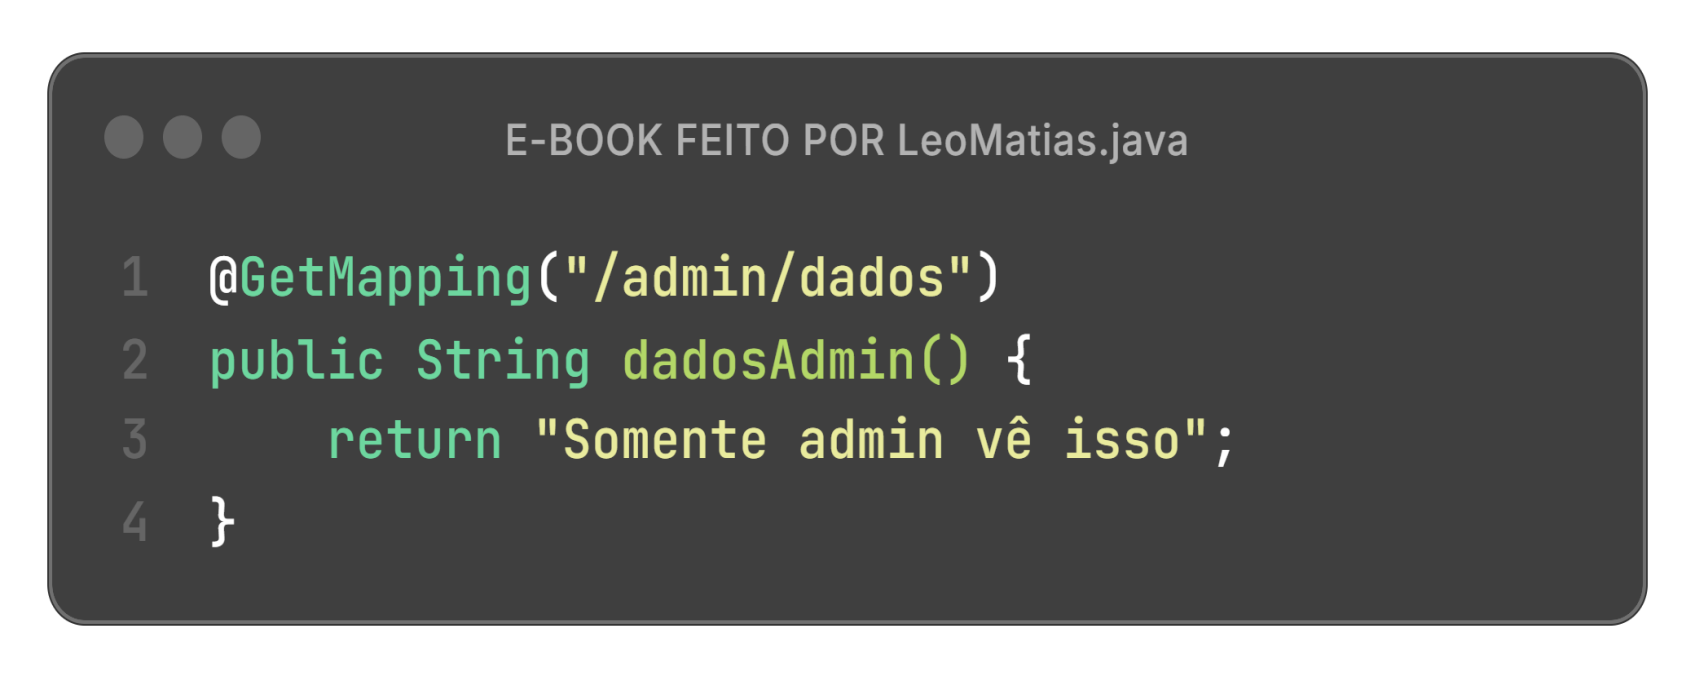 E-BOOK FEITO POR LeoMatias.java
1 @GetMapping("/admin/dados")
2 public String dadosAdmin() {
3     return "Somente admin vê isso";
4 }